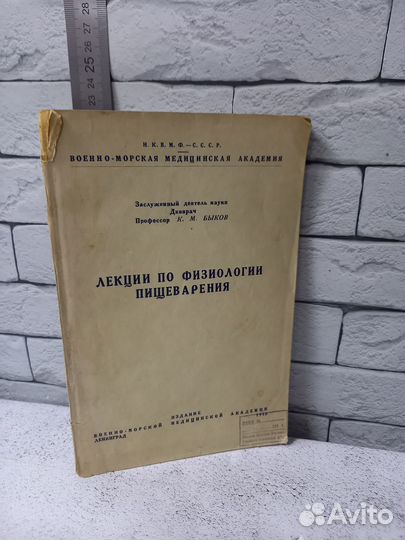 28
27
26
25
24
23
Н. К. В. М. Ф. — С. С. С. Р.
ВОЕННО-МОРСКАЯ МЕДИЦИНСКАЯ АКАДЕМИЯ
Заслуженный деятель науки
Диварач
Профессор К. М. БЫКОВ
ЛЕКЦИИ ПО ФИЗИОЛОГИИ
ПИЩЕВАРЕНИЯ
ИЗДАНИЕ
ВОЕННО-МОРСКОЙ МЕДИЦИНСКОЙ АКАДЕМИИ
ЛЕНИНГРАД
Avito